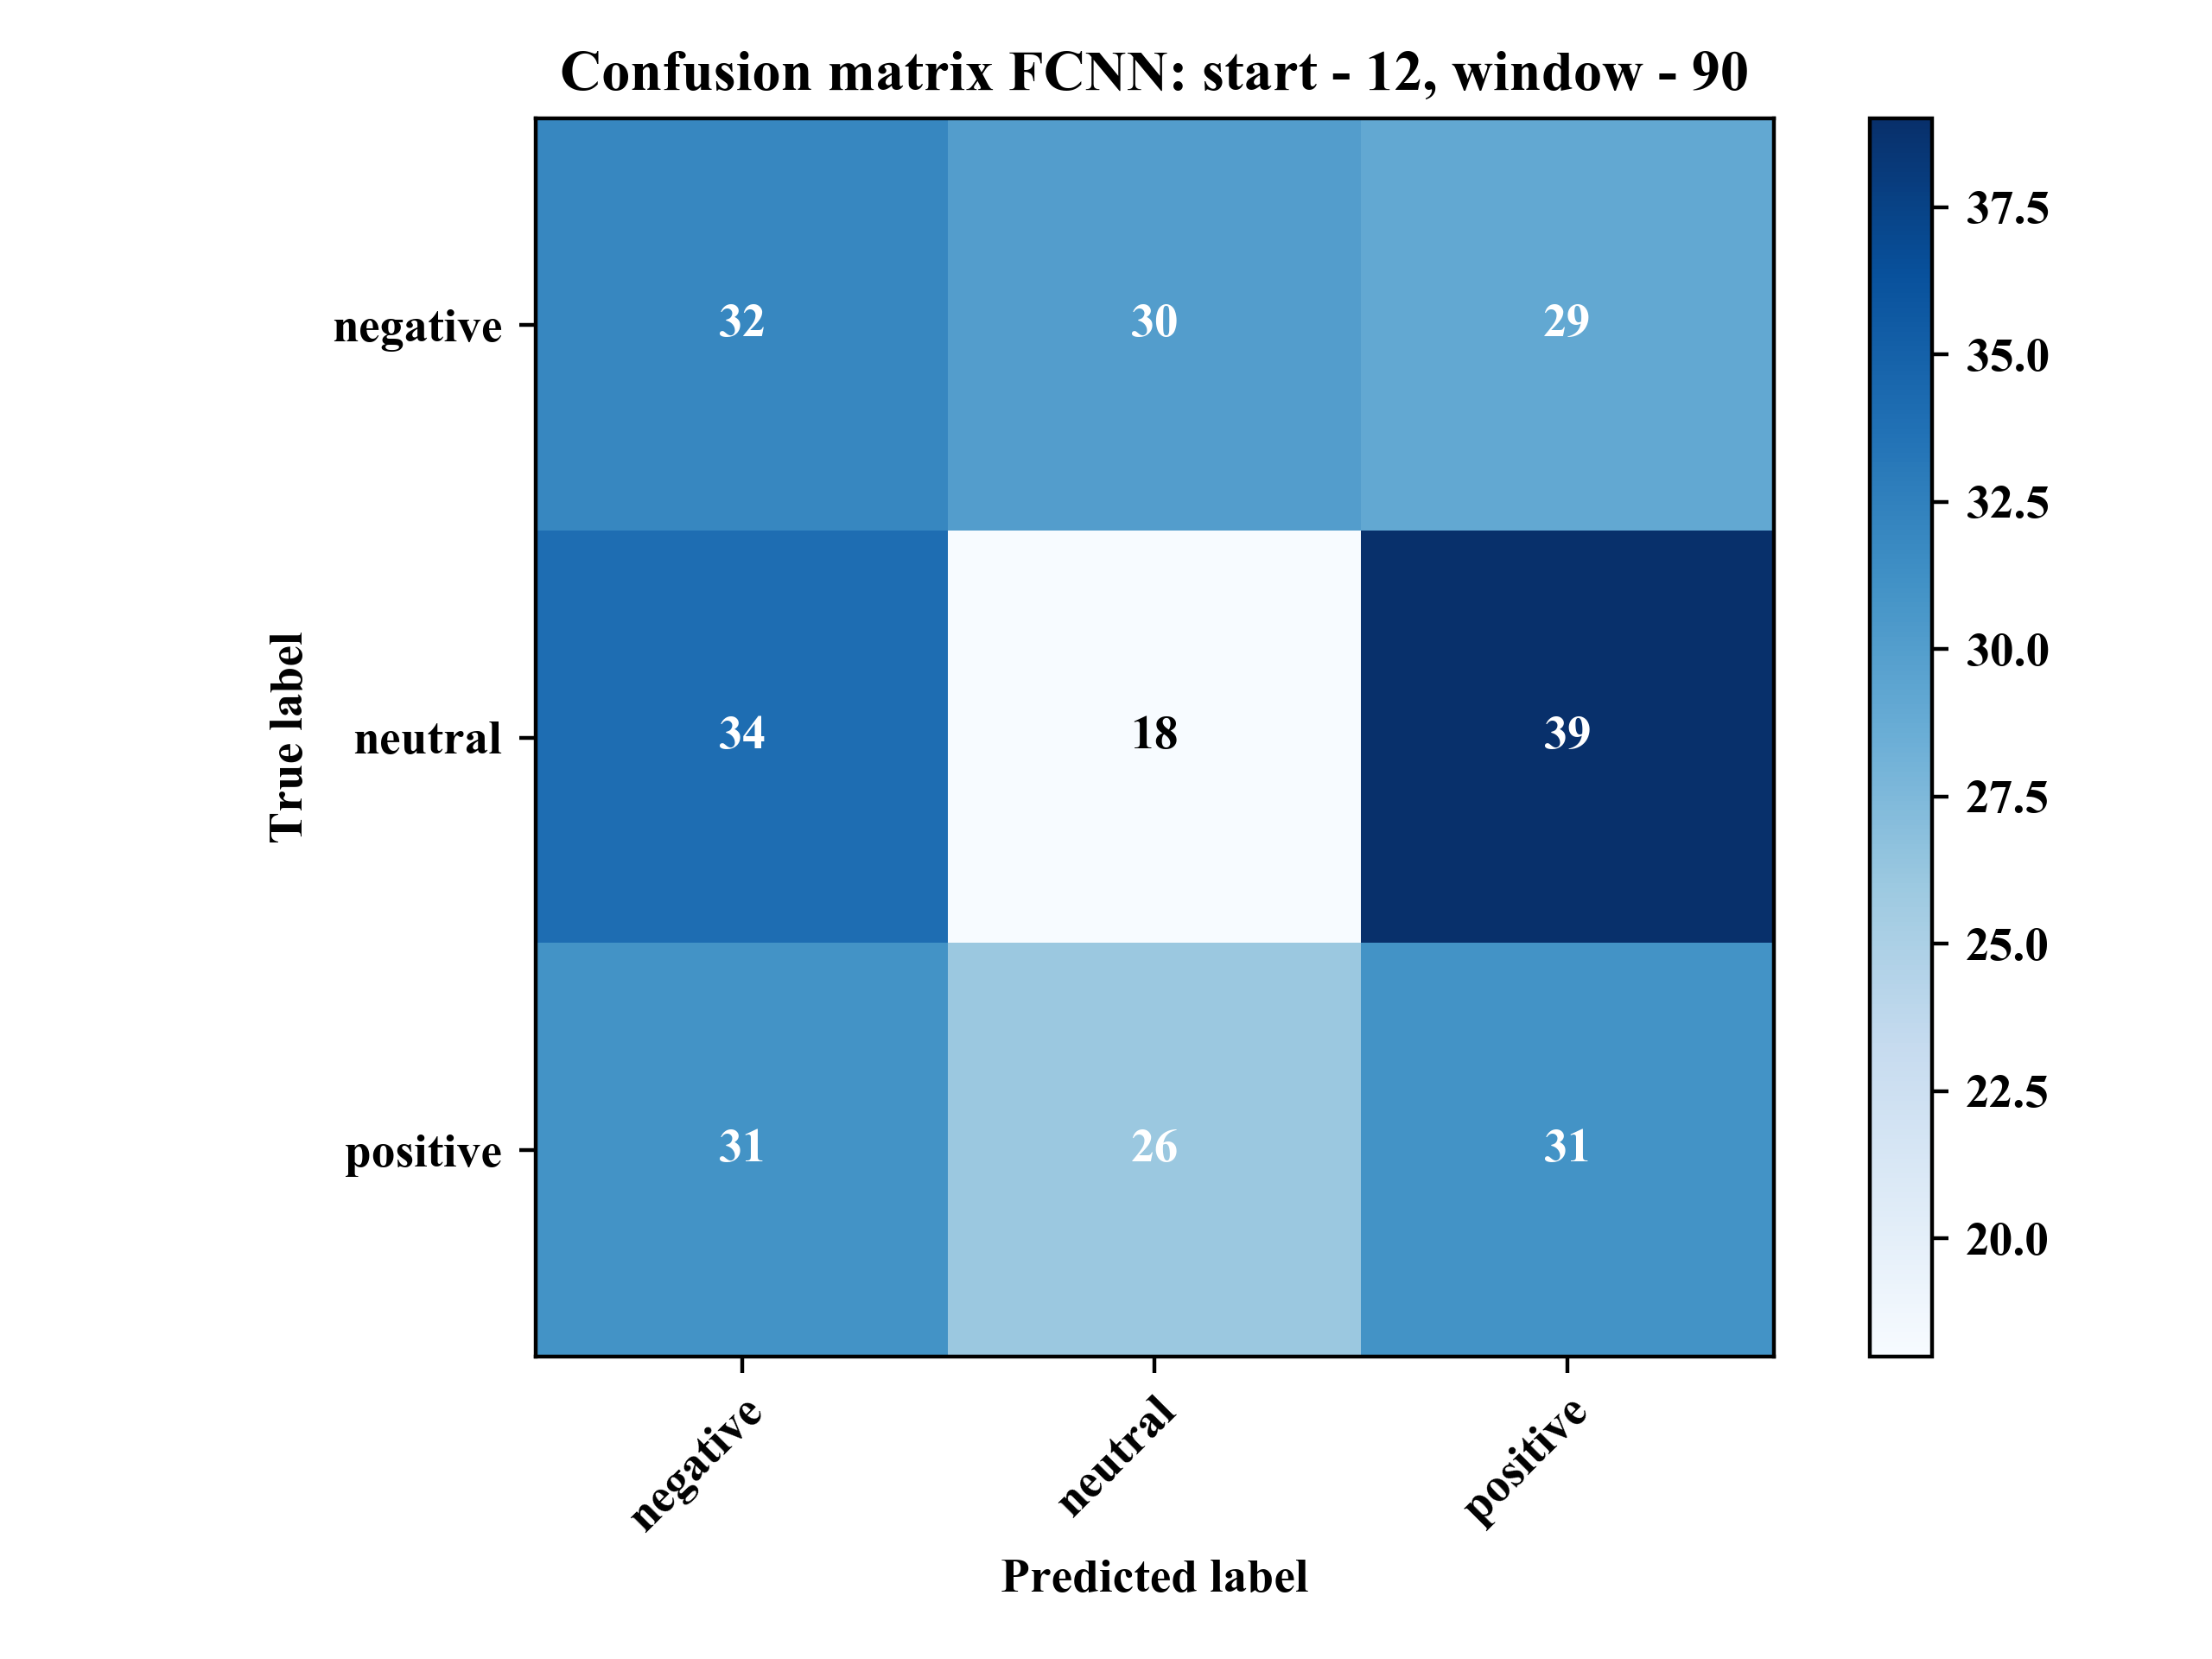 Confusion matrix FCNN: start - 12, window - 90
True label
negative
32 30 29
neutral
34 18 39
positive
31 26 31
negative
neutral
positive
Predicted label
37.5
35.0
32.5
30.0
27.5
25.0
22.5
20.0